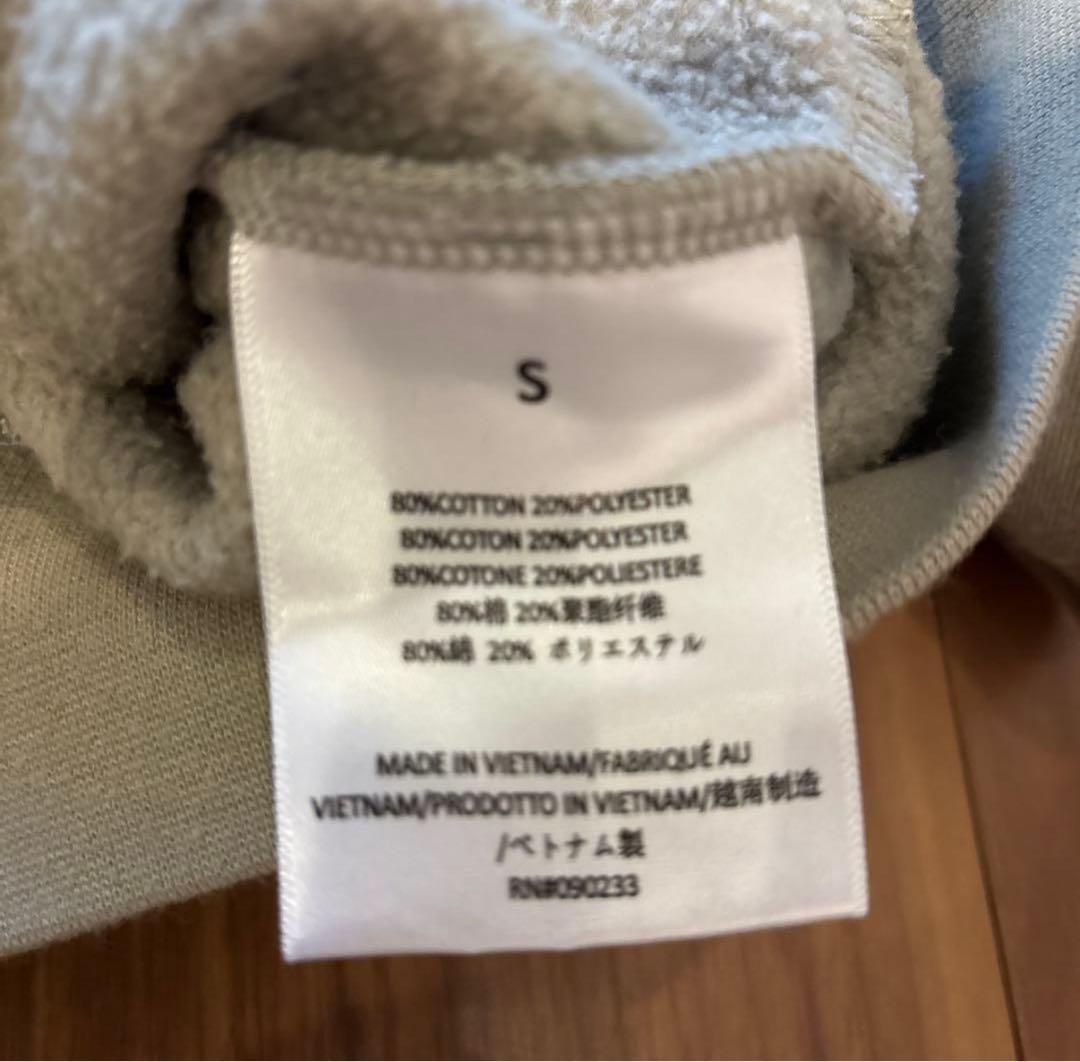 S
80%COTTON 20%POLYESTER
80%COTON 20%POLYESTER
80%COTONE 20%POLIESTERE
80%棉 20%聚酯纤维
80%綿 20% ポリエステル
MADE IN VIETNAM/FABRIQUÉ AU
VIETNAM/PRODOTTO IN VIETNAM/越南制造
/ベトナム製
RN#090233